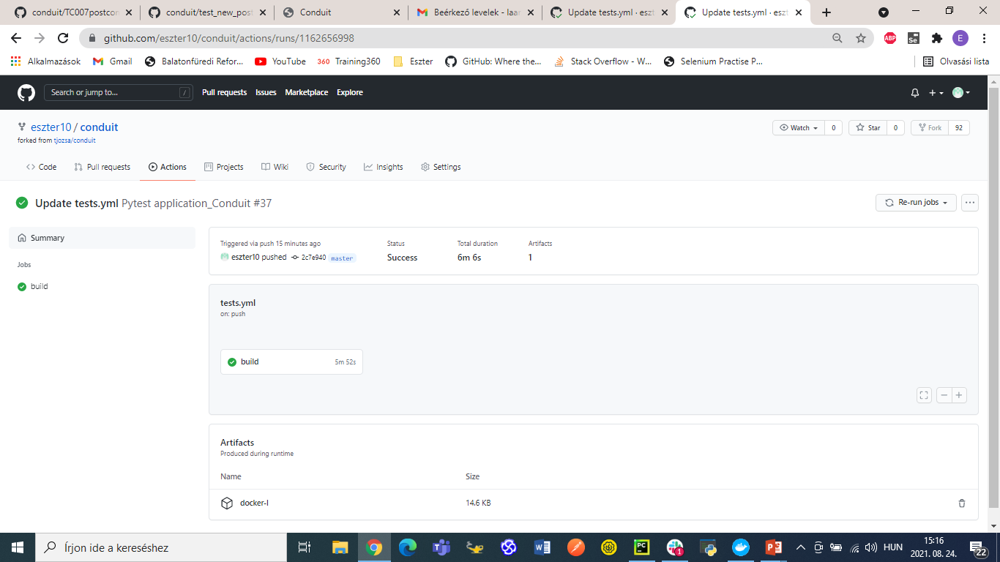 conduit/TC007postcon
conduit/test_new_post
Conduit
Beérkező levelek - laar
Update tests.yml · eszt
Update tests.yml · eszt
github.com/eszter10/conduit/actions/runs/1162656998
ABP
Se
E
Alkalmazások
Gmail
Balatonfüredi Refor...
YouTube
360 Training360
Eszter
GitHub: Where the...
Stack Overflow - W...
Selenium Practise P...
Olvasási lista
Search or jump to...
/
Pull requests
Issues
Marketplace
Explore
eszter10 / conduit
forked from tjozsa/conduit
Watch 0
Star 0
Fork 92
Code
Pull requests
Actions
Projects
Wiki
Security
Insights
Settings
Update tests.yml Pytest application_Conduit #37
Re-run jobs
Summary
Jobs
build
Triggered via push 15 minutes ago
eszter10 pushed 2c7e940 master
Status
Success
Total duration
6m 6s
Artifacts
1
tests.yml
on: push
build 5m 52s
Artifacts
Produced during runtime
Name Size
docker-l 14.6 KB
Írjon ide a kereséshez
PC
1
HUN
15:16
2021. 08. 24.
22